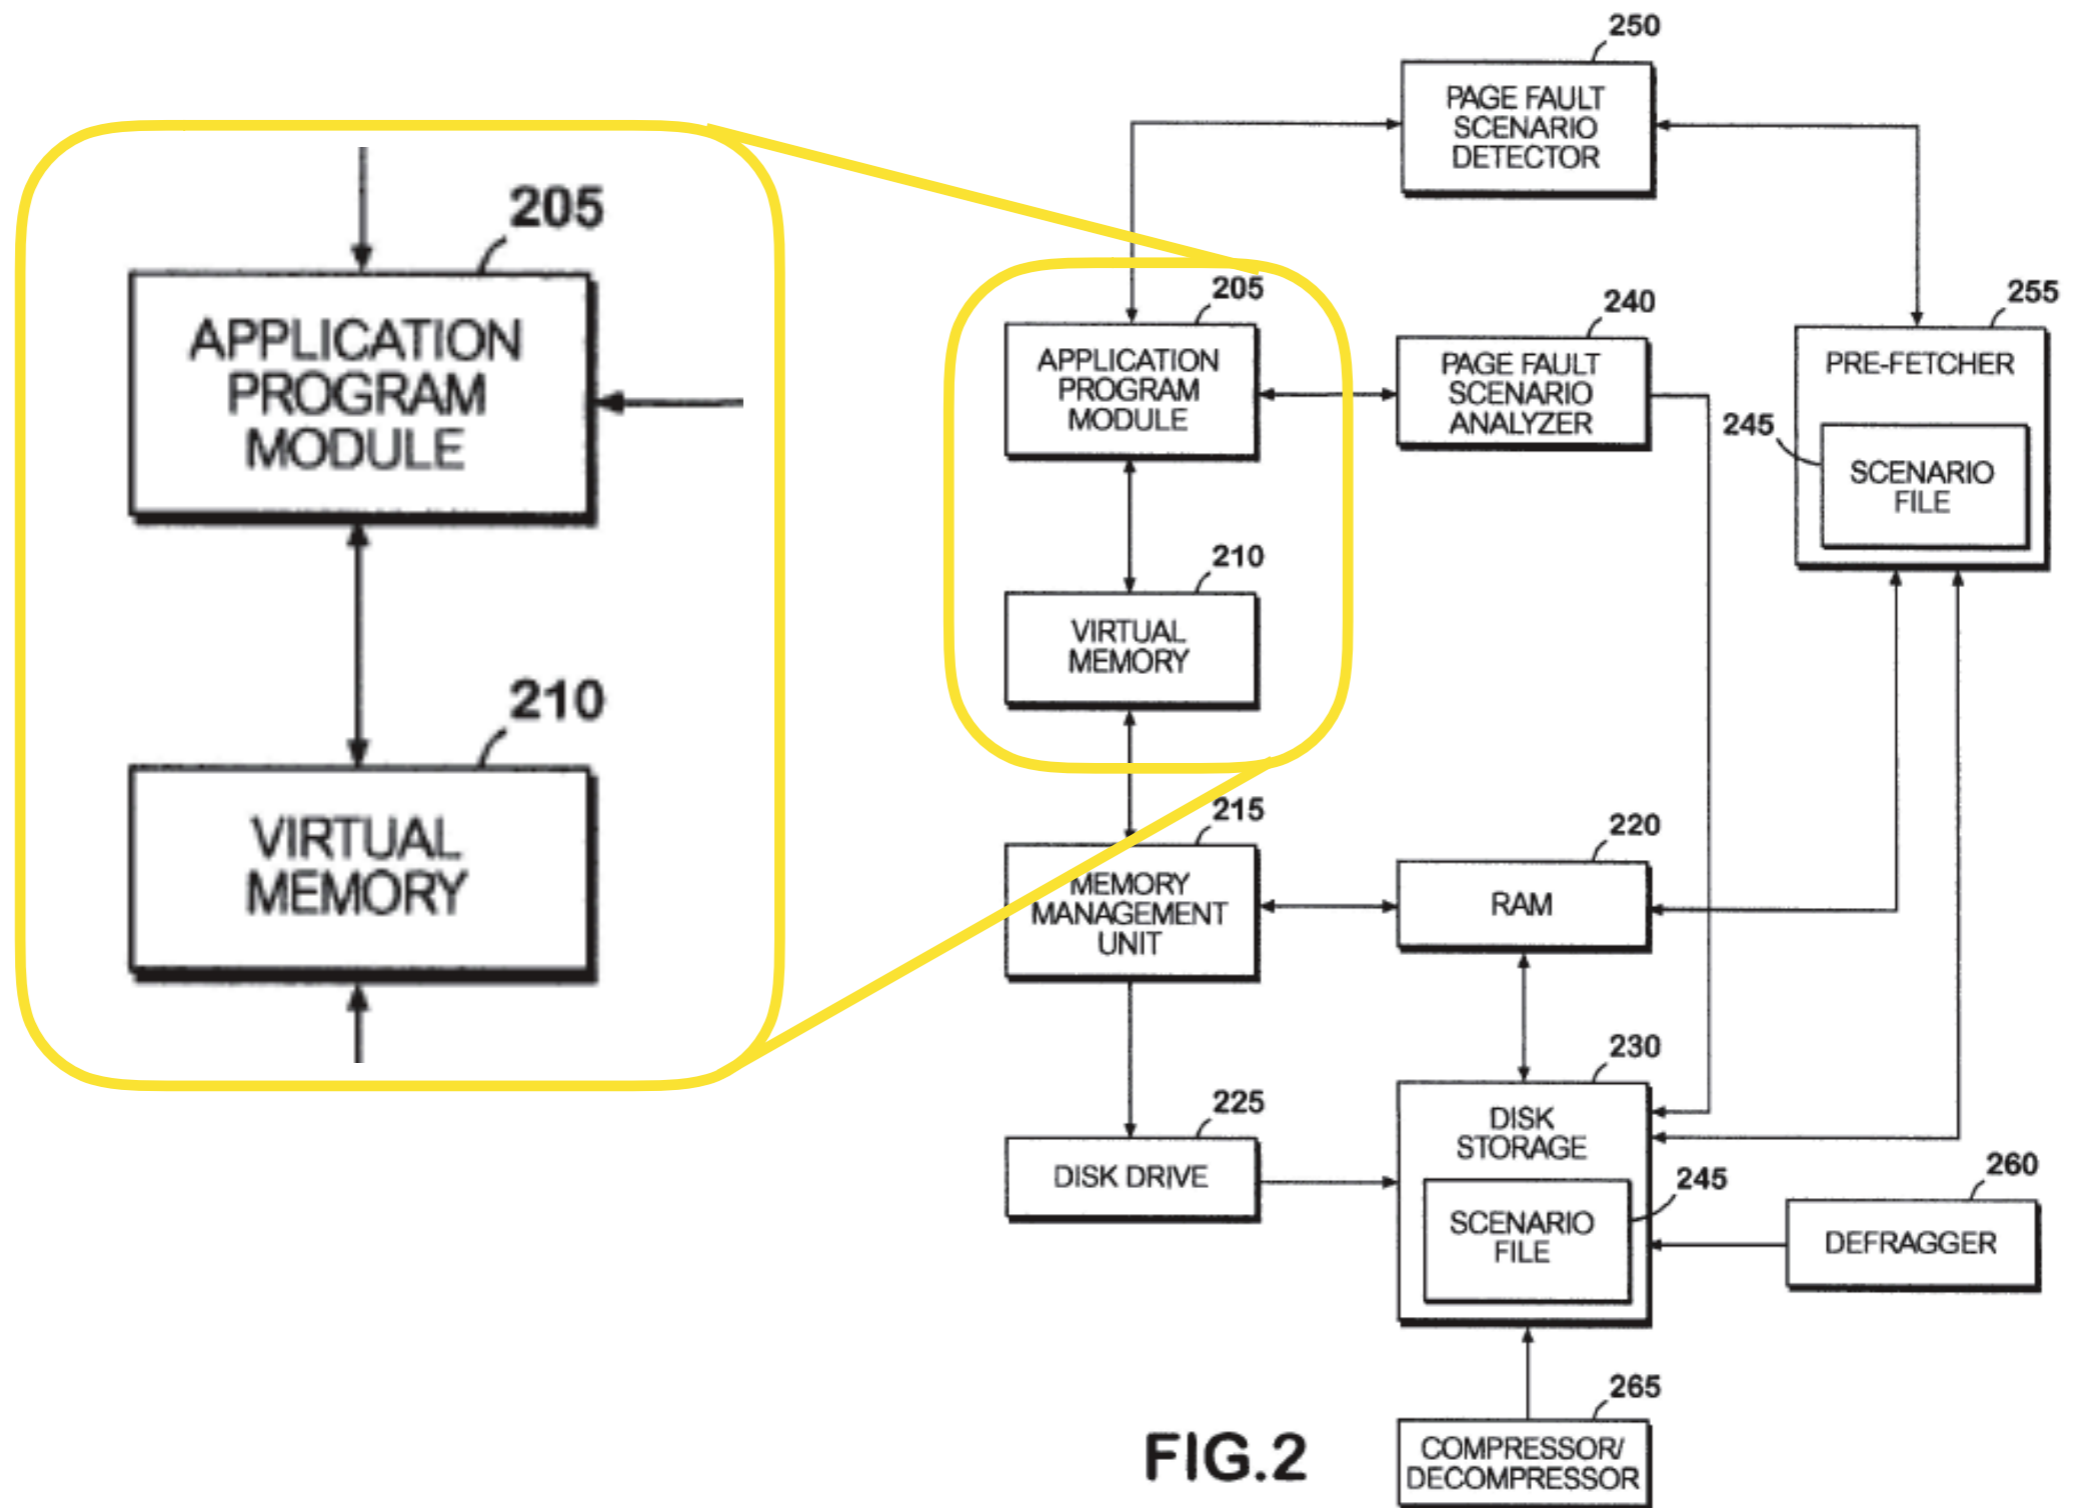 205
APPLICATION
PROGRAM
MODULE
210
VIRTUAL
MEMORY
250
PAGE FAULT
SCENARIO
DETECTOR
205
APPLICATION
PROGRAM
MODULE
240
PAGE FAULT
SCENARIO
ANALYZER
255
PRE-FETCHER
245
SCENARIO
FILE
210
VIRTUAL
MEMORY
215
MEMORY
MANAGEMENT
UNIT
220
RAM
225
DISK DRIVE
230
DISK
STORAGE
245
SCENARIO
FILE
260
DEFRAGGER
265
COMPRESSOR/
DECOMPRESSOR
FIG.2